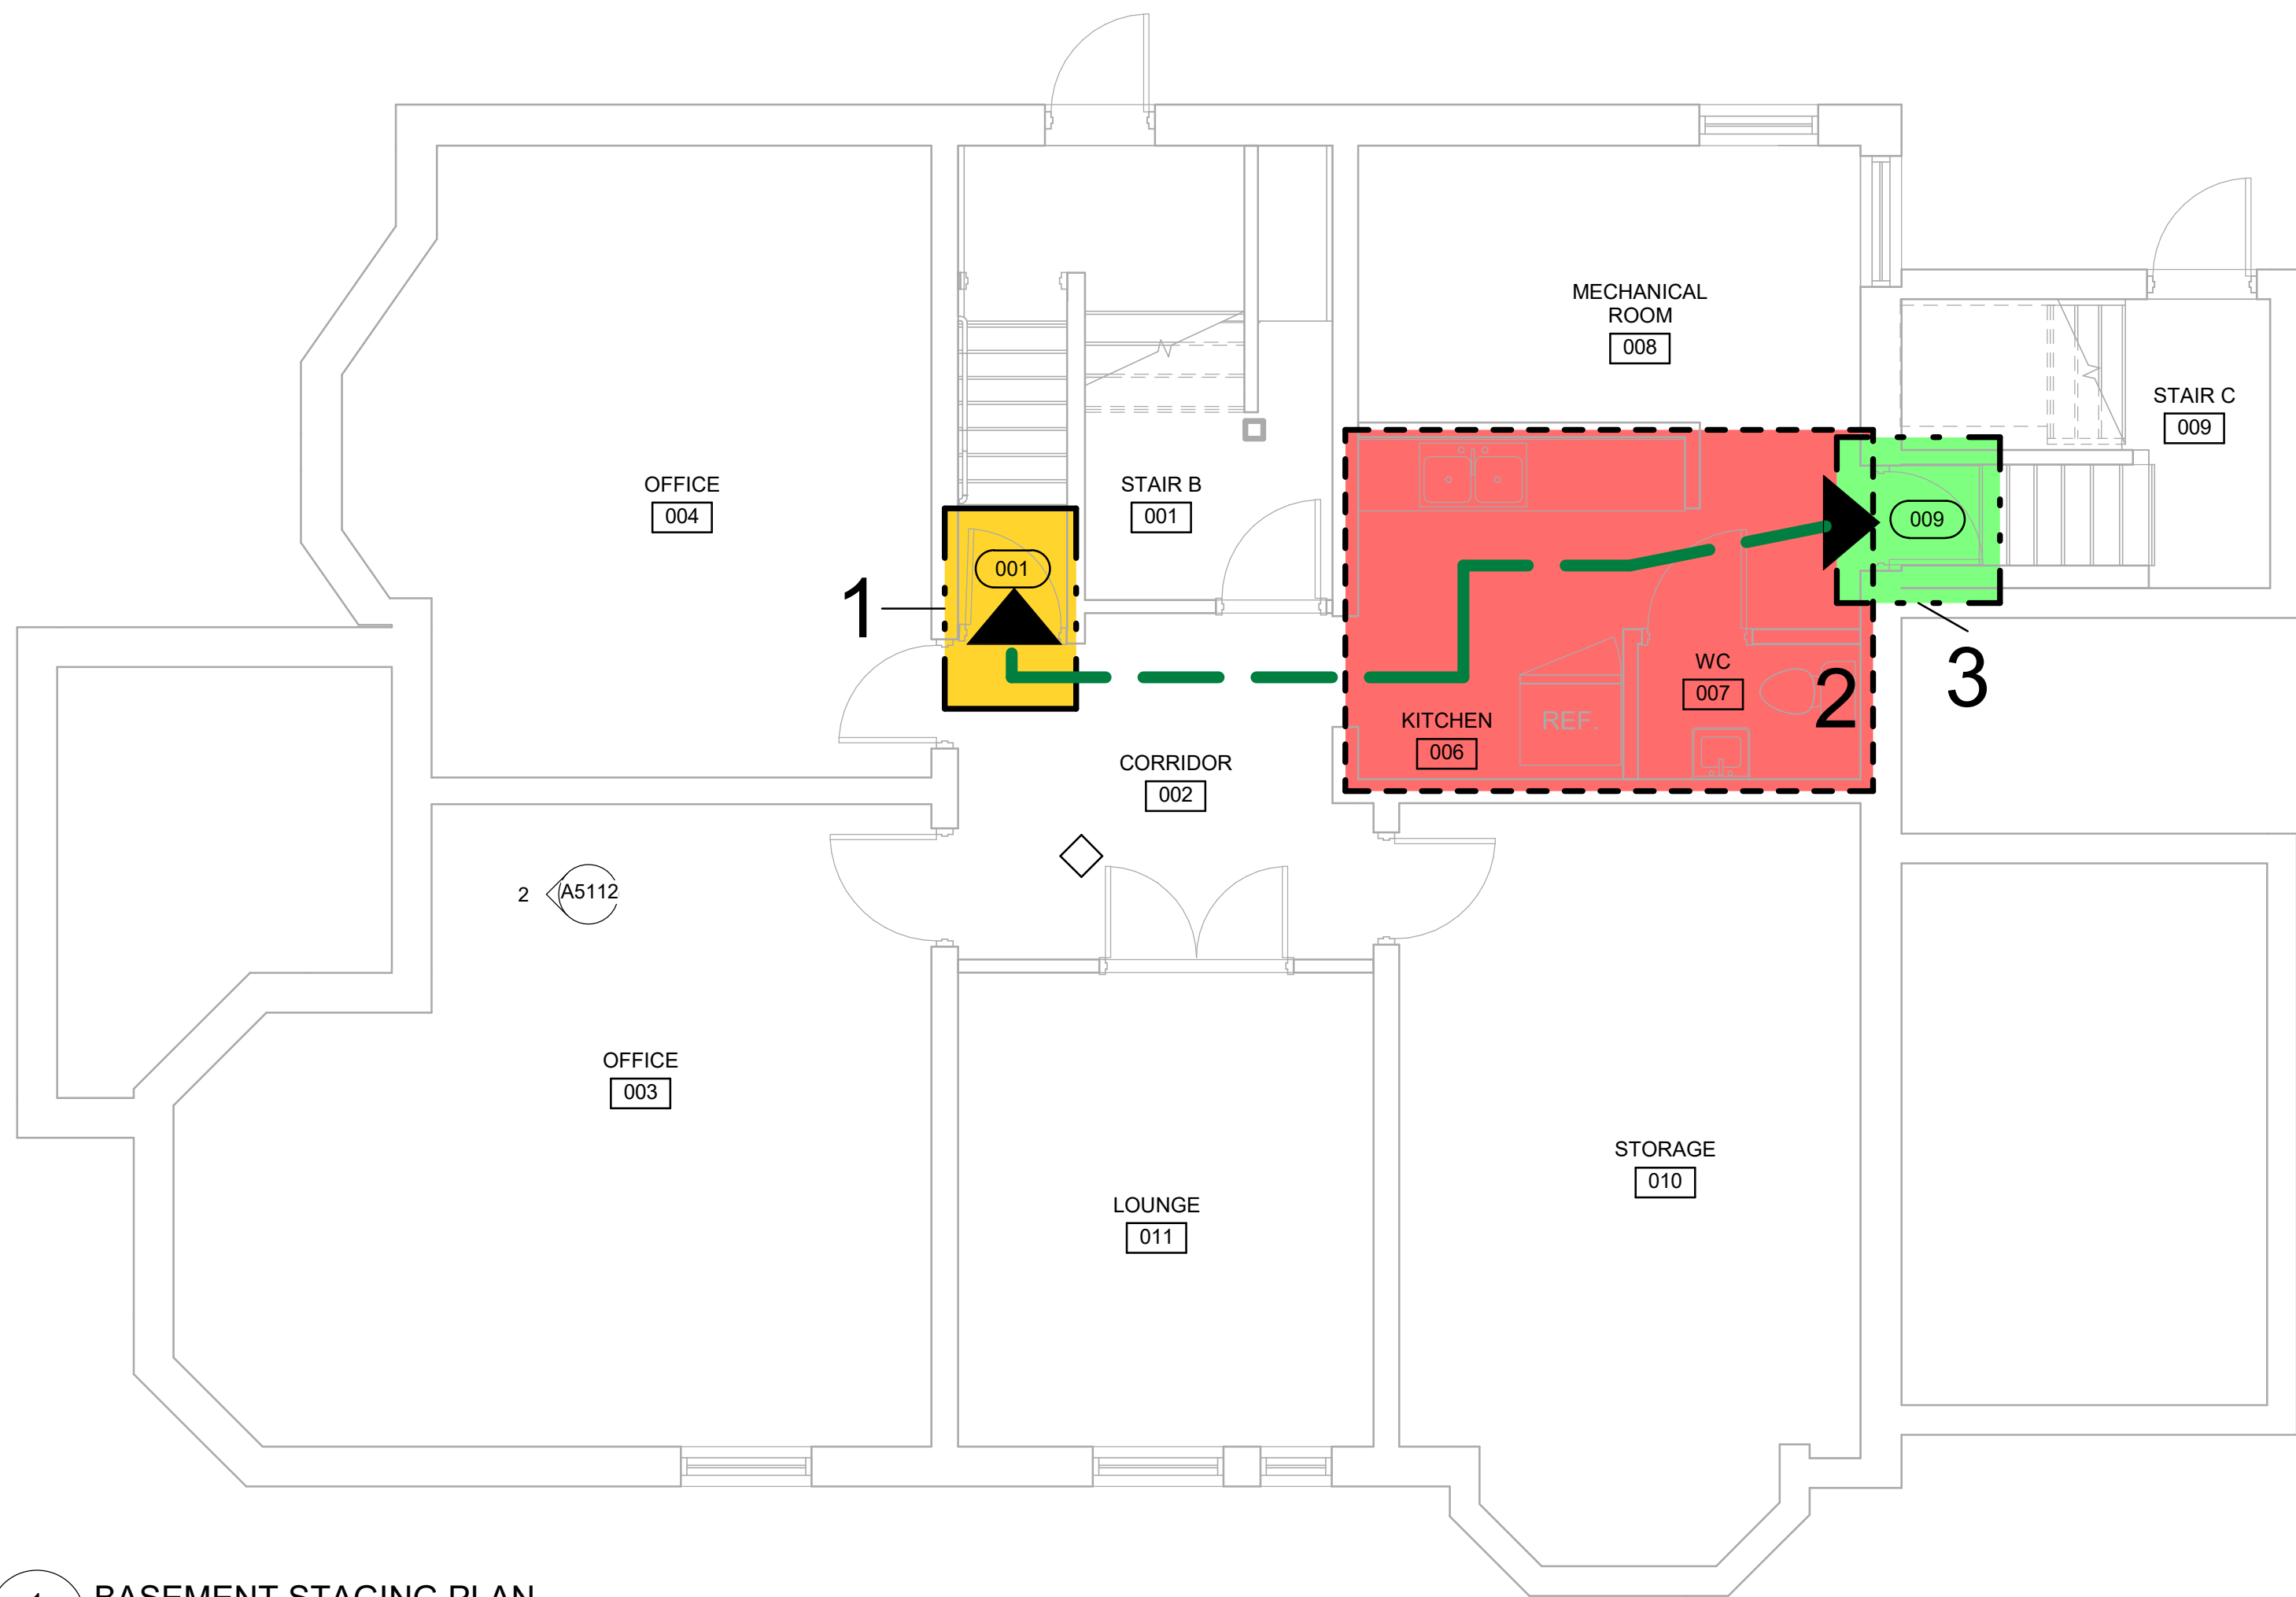 MECHANICAL
ROOM
008
STAIR C
009
OFFICE
004
STAIR B
001
009
001
1
WC
007
2
3
KITCHEN
006
REF.
CORRIDOR
002
2
A5112
OFFICE
003
STORAGE
010
LOUNGE
011
1
BASEMENT STAGING PLAN